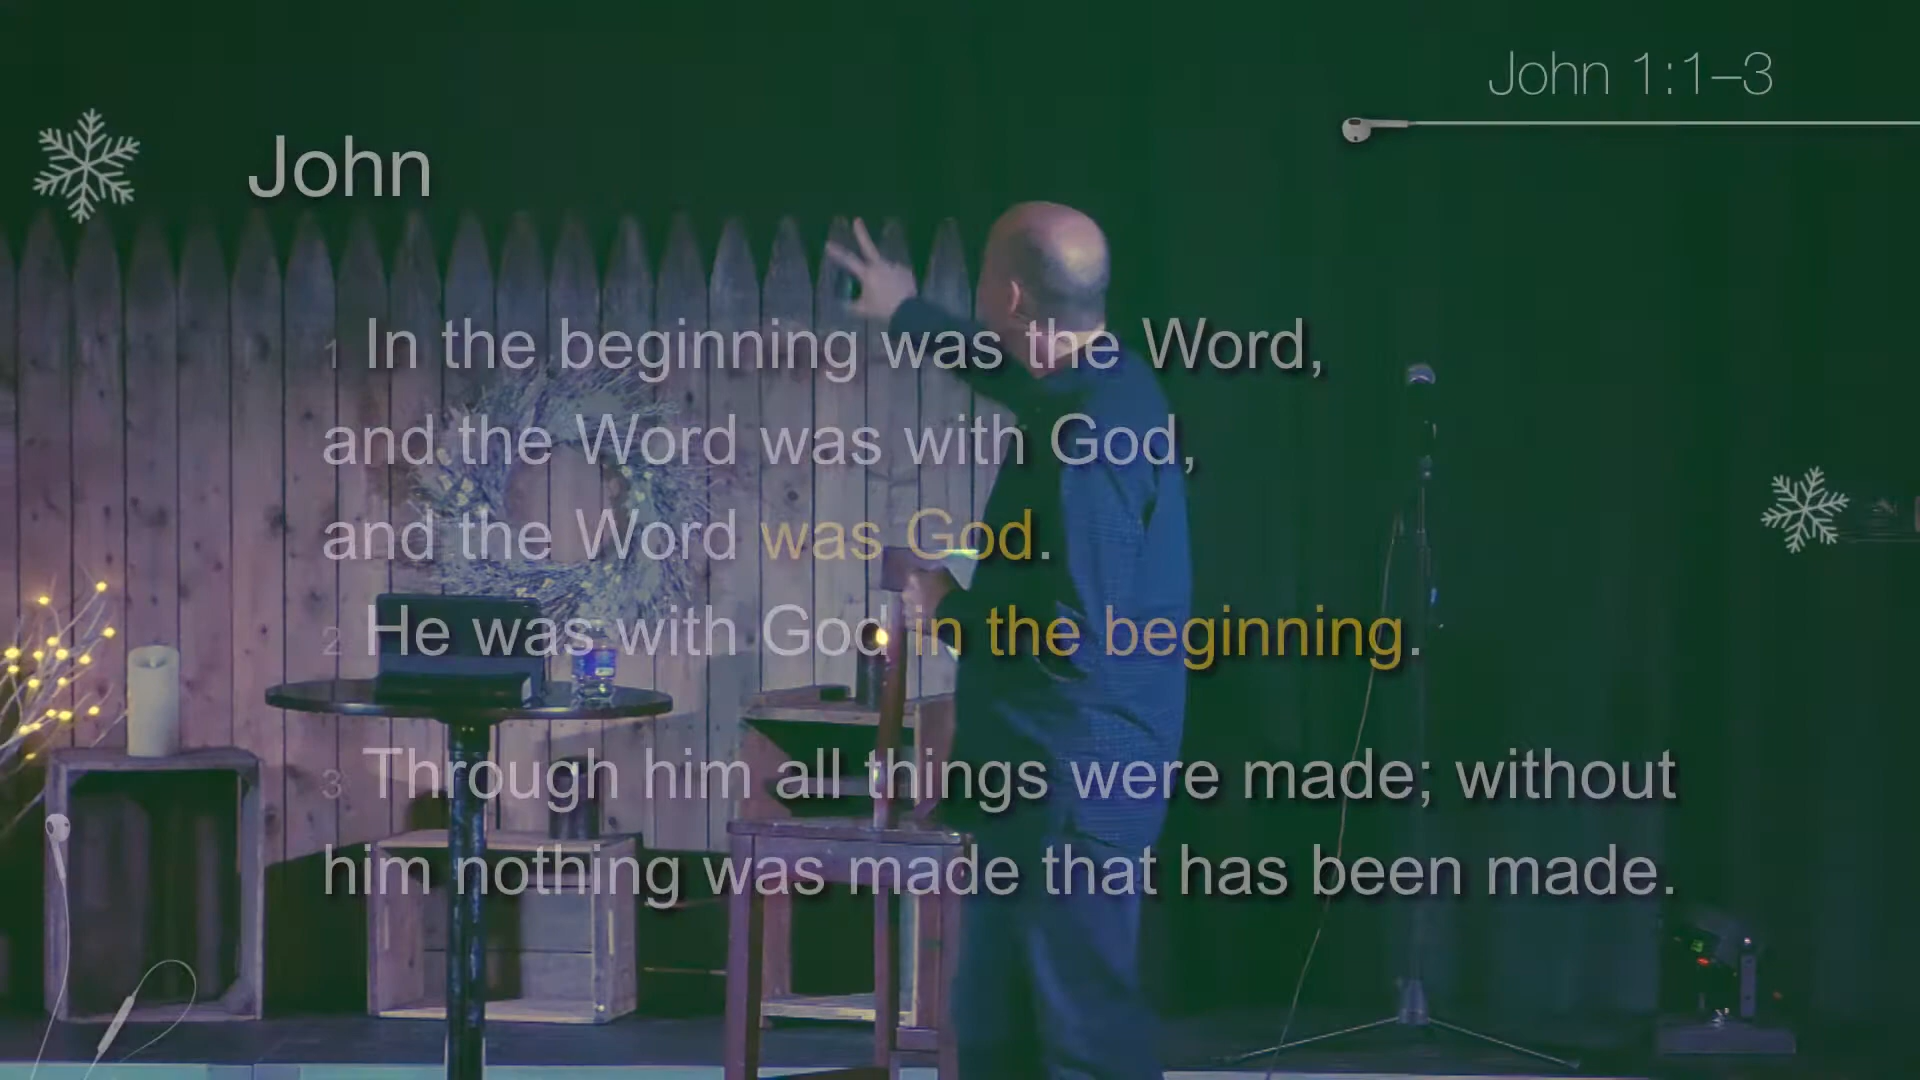 John 1:1–3
John
1 In the beginning was the Word,
and the Word was with God,
and the Word was God.
2 He was with God in the beginning.
3 Through him all things were made; without
him nothing was made that has been made.